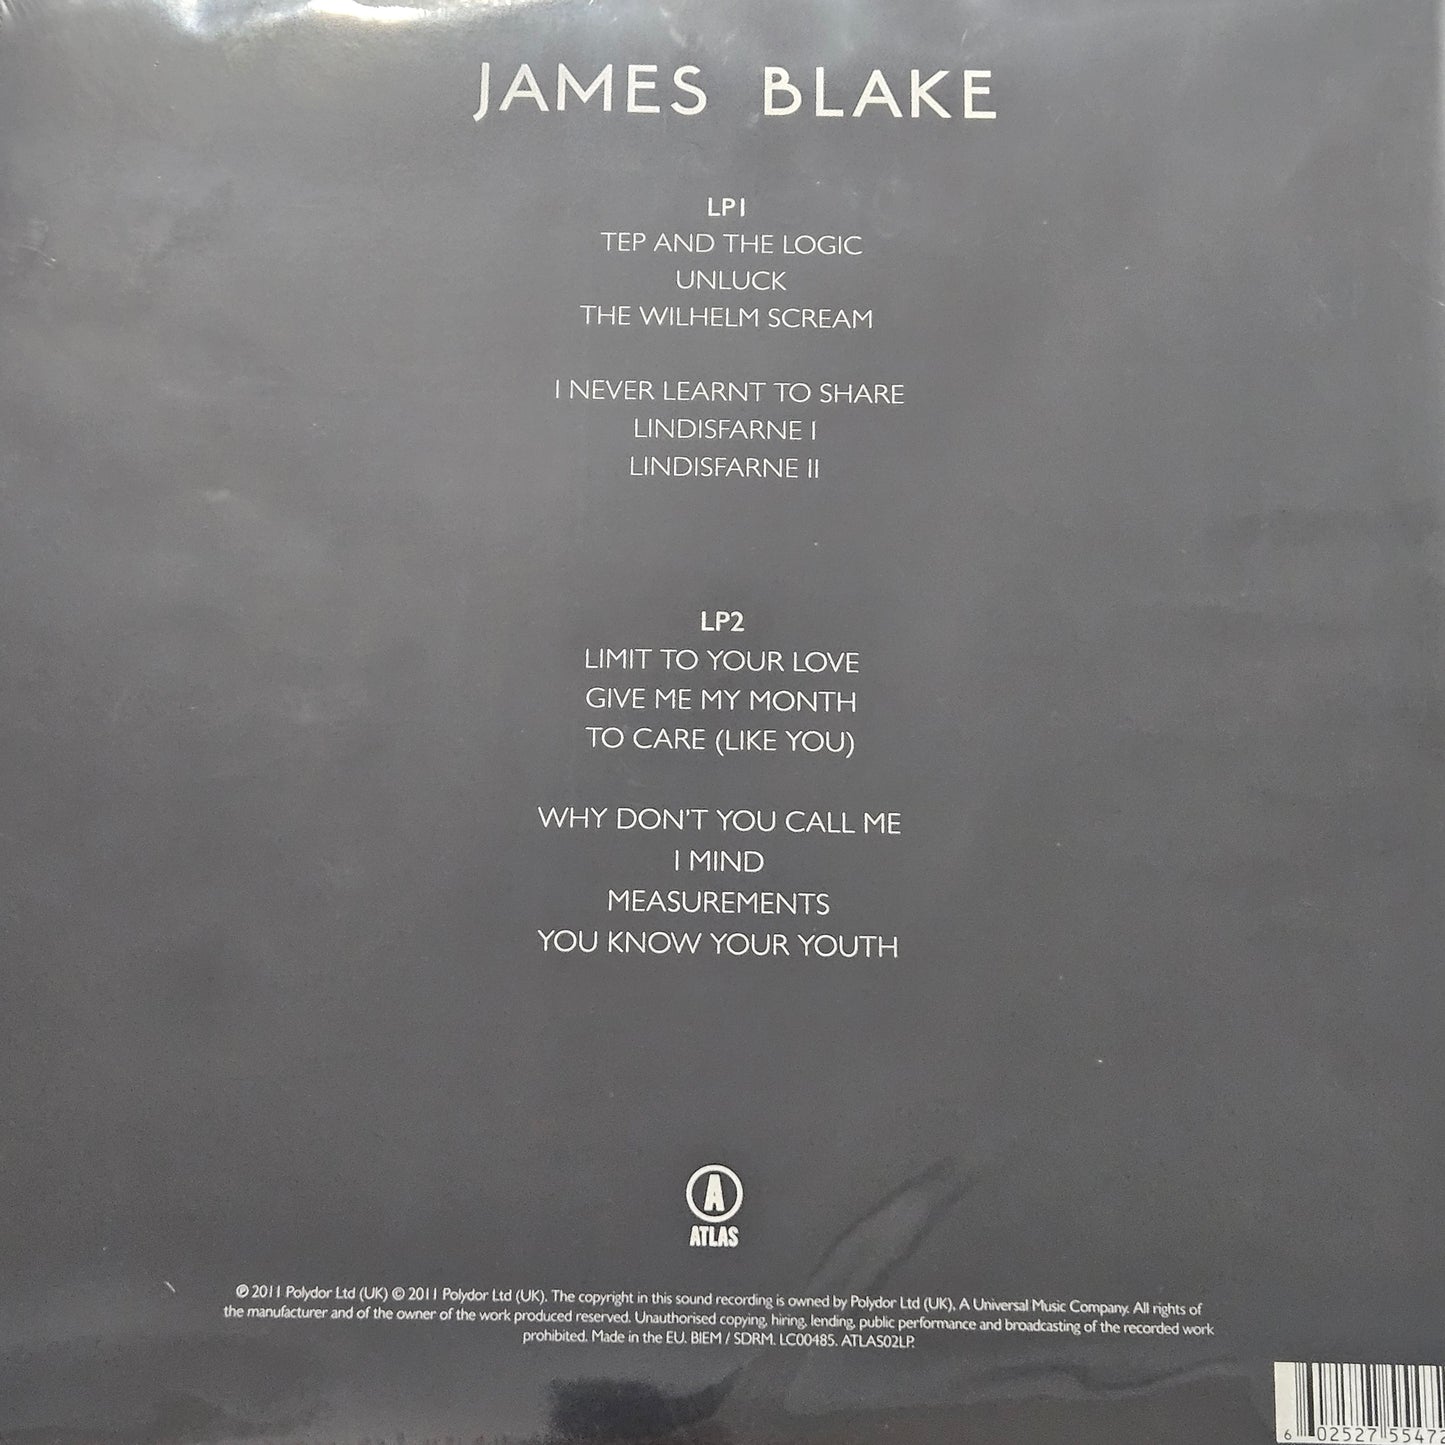 JAMES BLAKE
LP1
TEP AND THE LOGIC
UNLUCK
THE WILHELM SCREAM
I NEVER LEARNT TO SHARE
LINDISFARNE I
LINDISFARNE II
LP2
LIMIT TO YOUR LOVE
GIVE ME MY MONTH
TO CARE (LIKE YOU)
WHY DON'T YOU CALL ME
I MIND
MEASUREMENTS
YOU KNOW YOUR YOUTH
A
ATLAS
℗ 2011 Polydor Ltd (UK) © 2011 Polydor Ltd (UK). The copyright in this sound recording is owned by Polydor Ltd (UK), A Universal Music Company. All rights of
the manufacturer and of the owner of the work produced reserved. Unauthorised copying, hiring, lending, public performance and broadcasting of the recorded work
prohibited. Made in the EU. BIEM / SDRM. LC00485. ATLAS02LP.
6 02527 55472